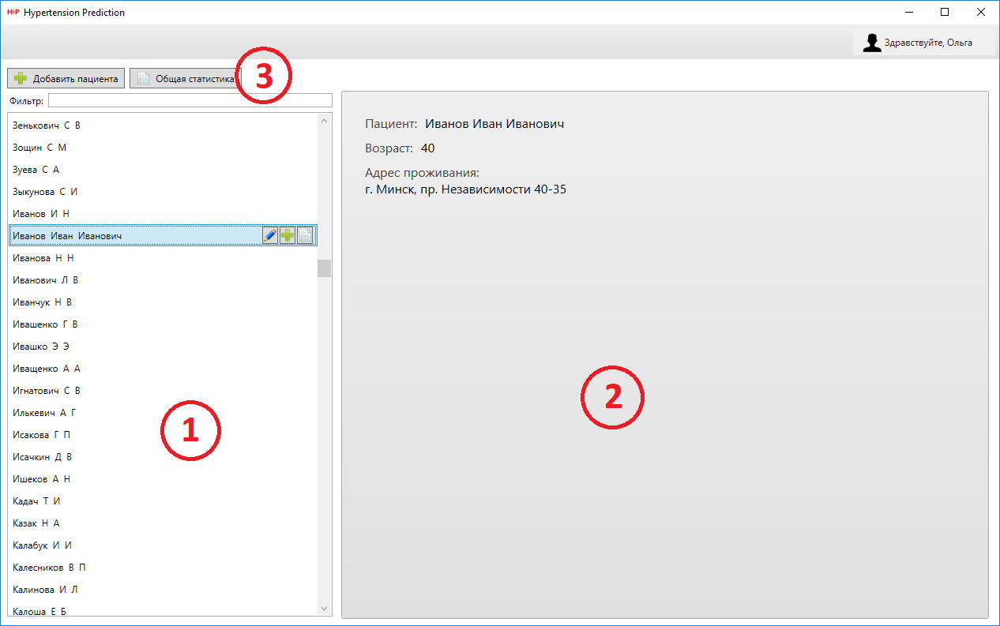 H+P Hypertension Prediction
Здравствуйте, Ольга
Добавить пациента
Общая статистика
3
Фильтр:
Зенькович С В
Зощин С М
Зуева С А
Зыкунова С И
Иванов И Н
Иванов Иван Иванович
Иванова Н Н
Иванович Л В
Иванчук Н В
Ивашенко Г В
Ивашко Э Э
Иващенко А А
Игнатович С В
Илькевич А Г
Исакова Г П
Исачкин Д В
Ишеков А Н
Кадач Т И
Казак Н А
Калабук И И
Калесников В П
Калинова И Л
Калоша Е Б
1
Пациент: Иванов Иван Иванович
Возраст: 40
Адрес проживания:
г. Минск, пр. Независимости 40-35
2